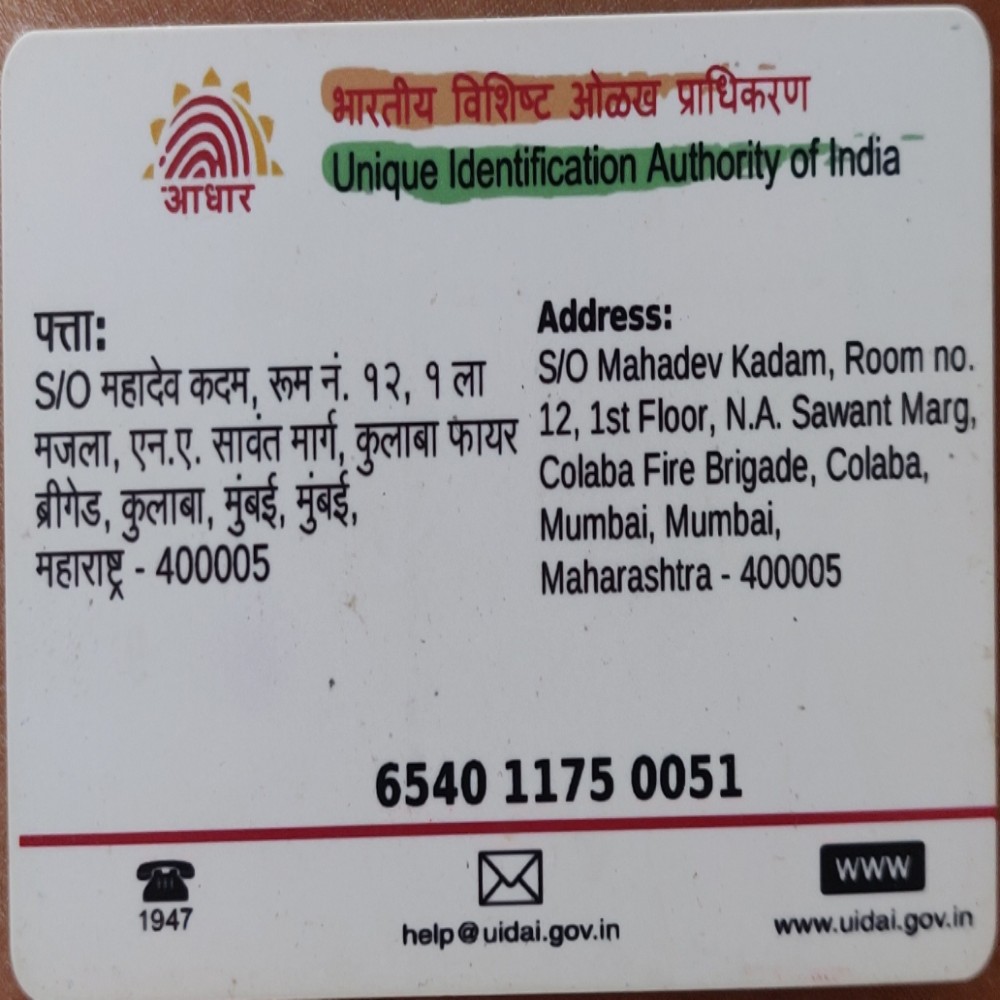 आधार
भारतीय विशिष्ट ओळख प्राधिकरण
Unique Identification Authority of India
पत्ता:
S/O महादेव कदम, रूम नं. १२, १ ला
मजला, एन.ए. सावंत मार्ग, कुलाबा फायर
ब्रीगेड, कुलाबा, मुंबई, मुंबई,
महाराष्ट्र - 400005
Address:
S/O Mahadev Kadam, Room no.
12, 1st Floor, N.A. Sawant Marg,
Colaba Fire Brigade, Colaba,
Mumbai, Mumbai,
Maharashtra - 400005
6540 1175 0051
1947
help@uidai.gov.in
www
www.uidai.gov.in